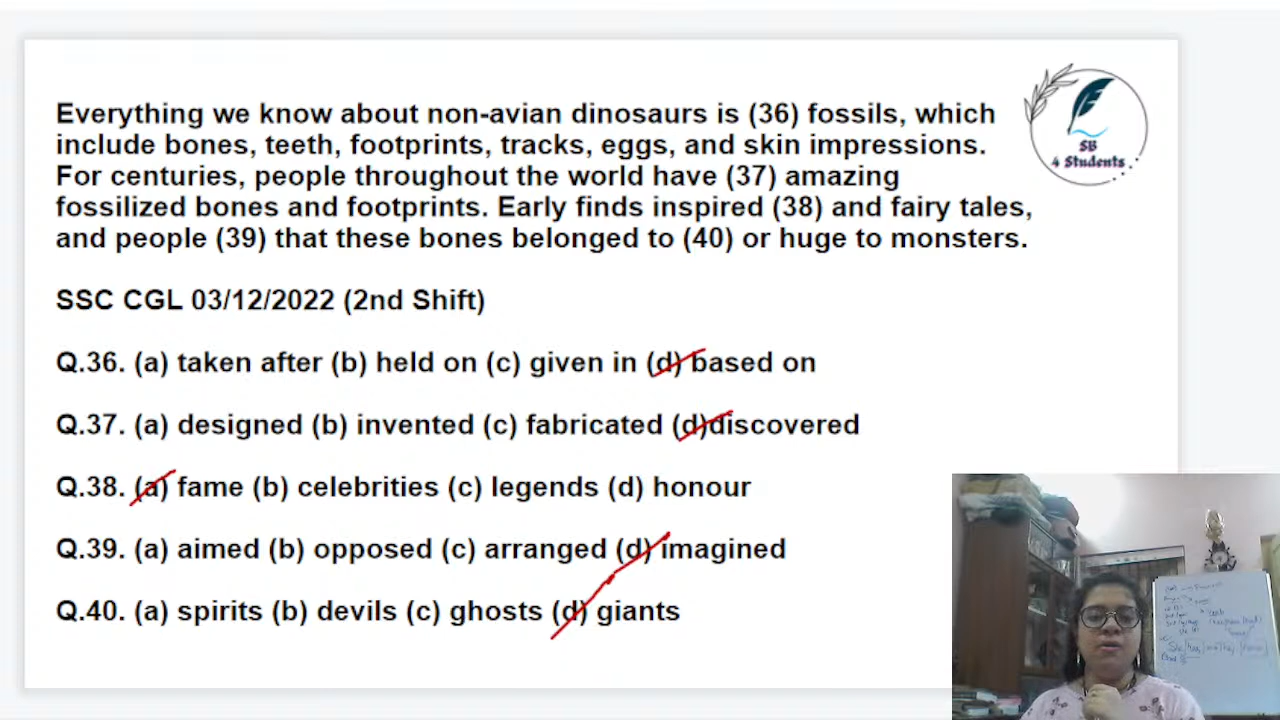 Everything we know about non-avian dinosaurs is (36) fossils, which
include bones, teeth, footprints, tracks, eggs, and skin impressions.
For centuries, people throughout the world have (37) amazing
fossilized bones and footprints. Early finds inspired (38) and fairy tales,
and people (39) that these bones belonged to (40) or huge to monsters.
SB
4 Students
SSC CGL 03/12/2022 (2nd Shift)
Q.36. (a) taken after (b) held on (c) given in (d) based on
Q.37. (a) designed (b) invented (c) fabricated (d)discovered
Q.38. (a) fame (b) celebrities (c) legends (d) honour
Q.39. (a) aimed (b) opposed (c) arranged (d) imagined
Q.40. (a) spirits (b) devils (c) ghosts (d) giants